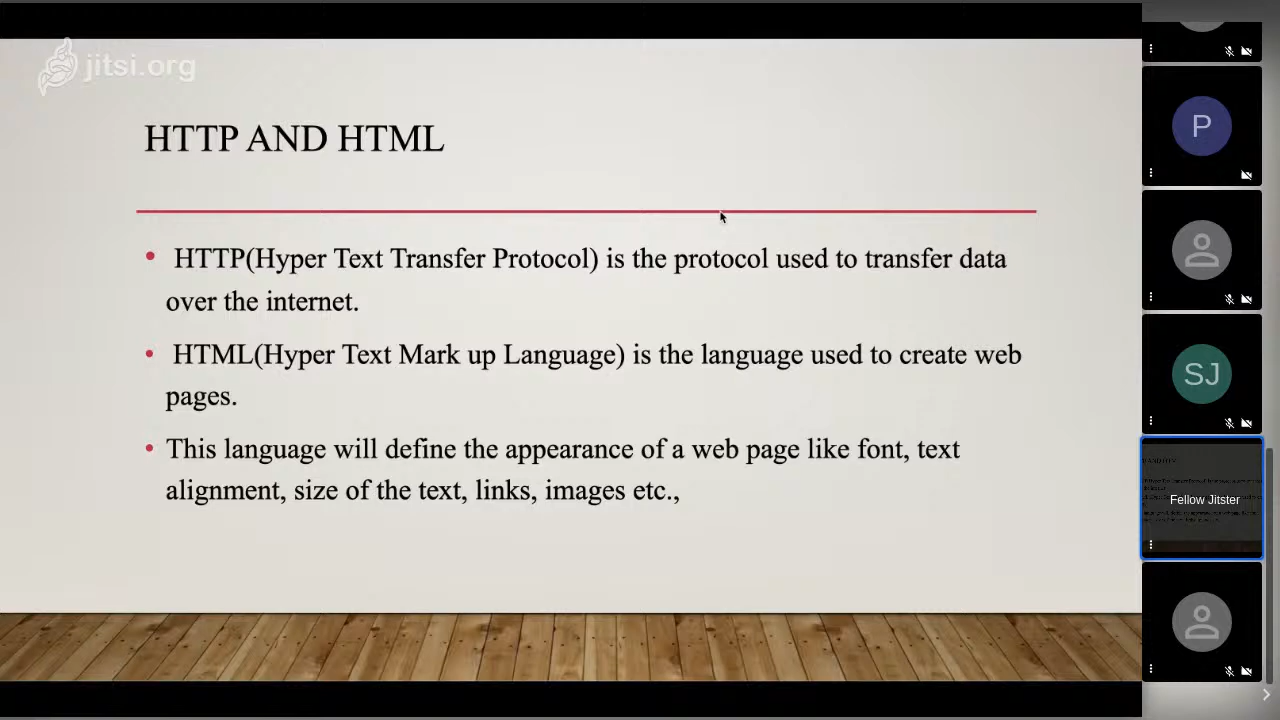 jitsi.org
HTTP AND HTML
• HTTP(Hyper Text Transfer Protocol) is the protocol used to transfer data
over the internet.
• HTML(Hyper Text Mark up Language) is the language used to create web
pages.
• This language will define the appearance of a web page like font, text
alignment, size of the text, links, images etc.,
P
SJ
Fellow Jitster